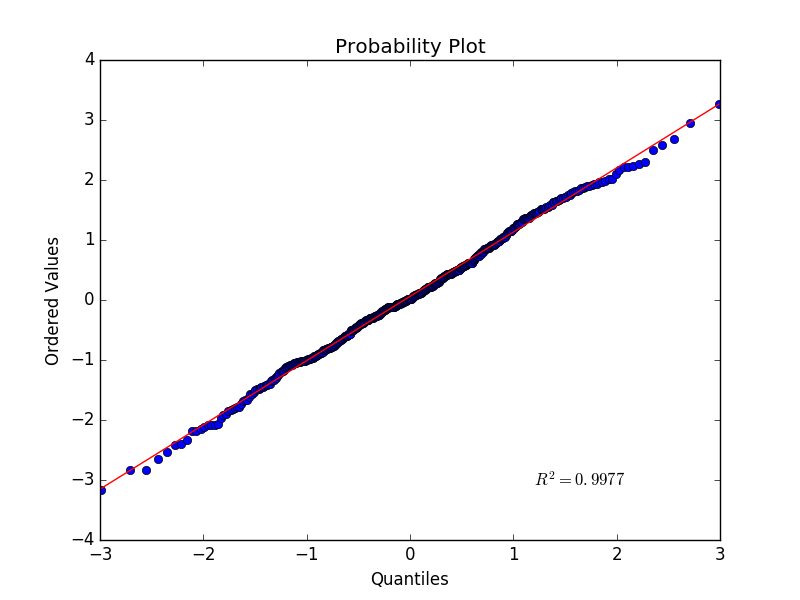 Probability Plot
4
3
2
1
0
−1
−2
−3
−4
Ordered Values
R² = 0.9977
−3 −2 −1 0 1 2 3
Quantiles